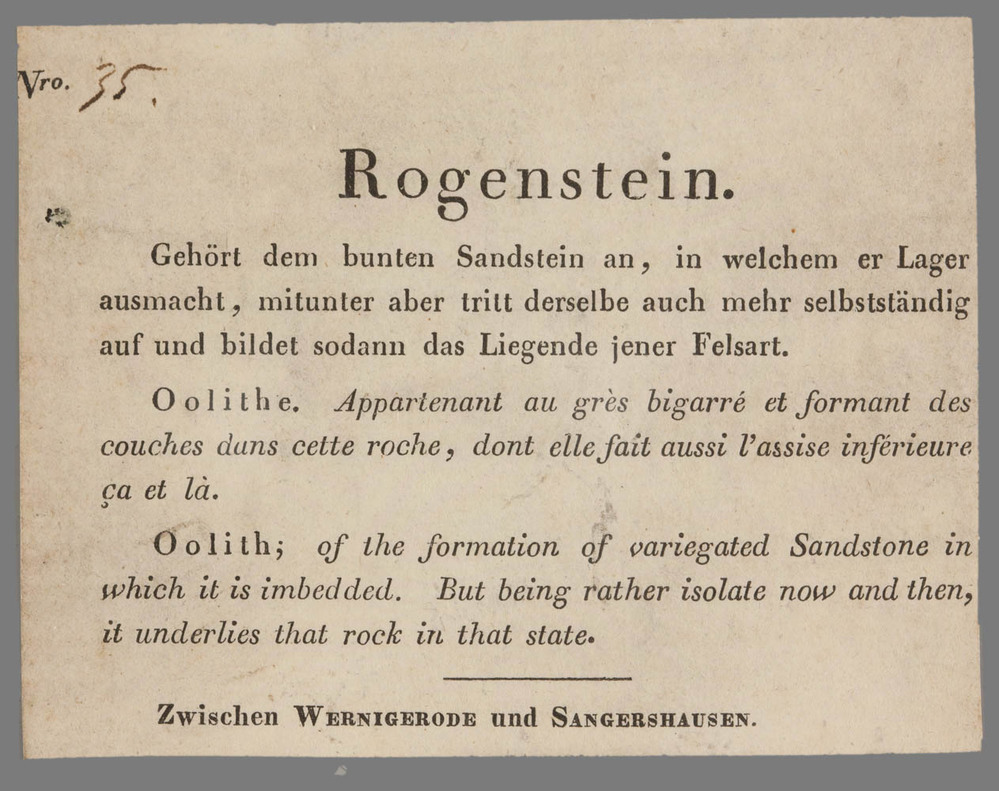 Nro. 35.
Rogenstein.
Gehört dem bunten Sandstein an, in welchem er Lager
ausmacht, mitunter aber tritt derselbe auch mehr selbstständig
auf und bildet sodann das Liegende jener Felsart.
Oolithe. Appartenant au grès bigarré et formant des
couches dans cette roche, dont elle fait aussi l'assise inférieure
ça et là.
Oolith; of the formation of variegated Sandstone in
which it is imbedded. But being rather isolate now and then,
it underlies that rock in that state.
Zwischen WERNIGERODE und SANGERSHAUSEN.